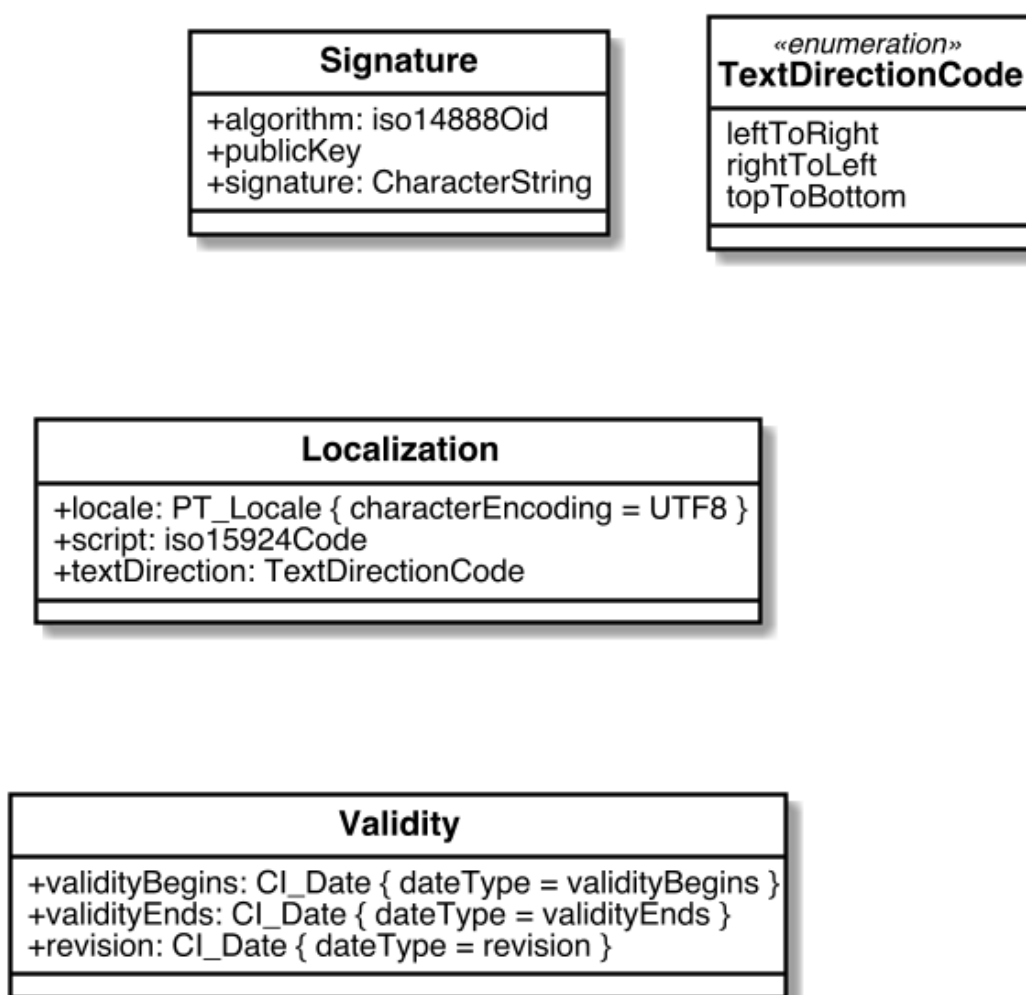 Signature
+algorithm: iso14888Oid
+publicKey
+signature: CharacterString
«enumeration»
TextDirectionCode
leftToRight
rightToLeft
topToBottom
Localization
+locale: PT_Locale { characterEncoding = UTF8 }
+script: iso15924Code
+textDirection: TextDirectionCode
Validity
+validityBegins: CI_Date { dateType = validityBegins }
+validityEnds: CI_Date { dateType = validityEnds }
+revision: CI_Date { dateType = revision }